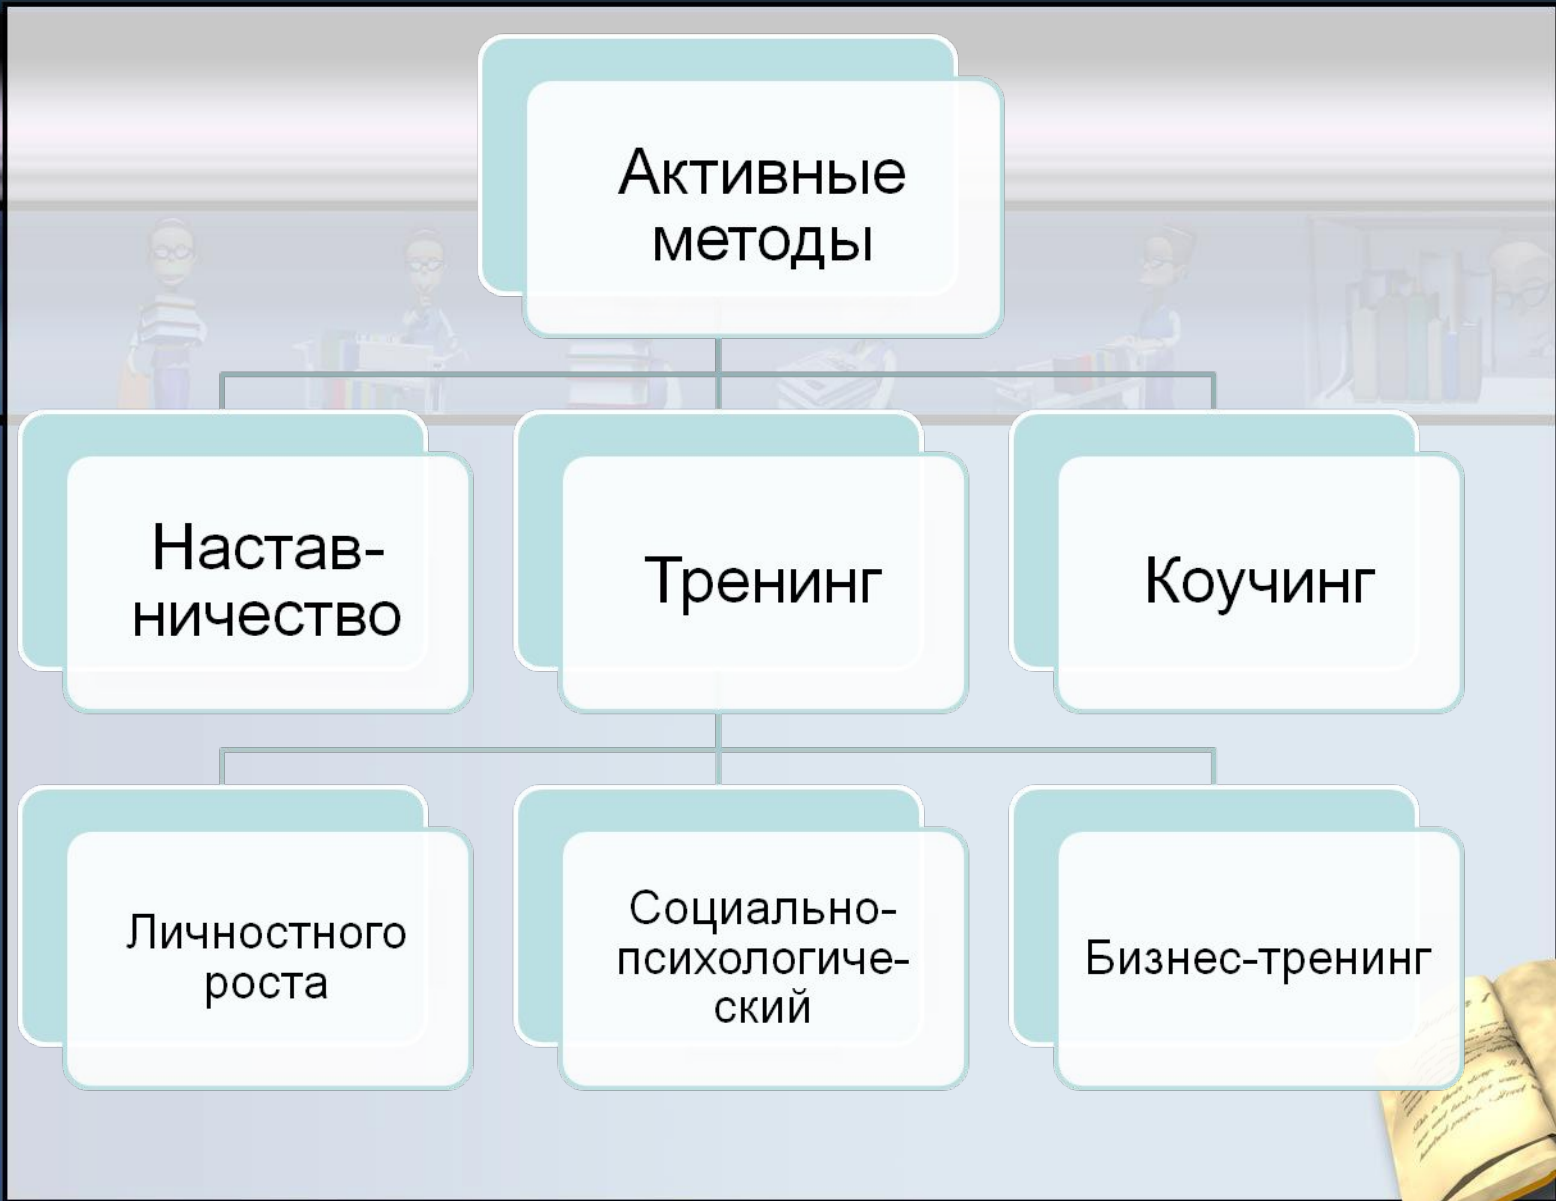 Активные
методы
Настав-
ничество
Тренинг
Коучинг
Личностного
роста
Социально-
психологиче-
ский
Бизнес-тренинг